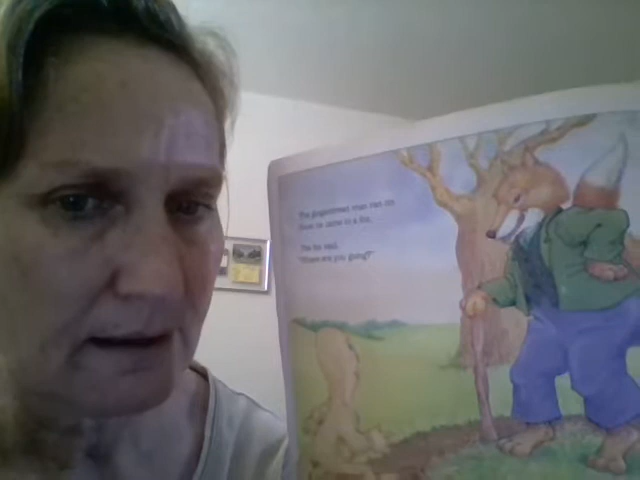 The gingerbread man ran on.
Soon he came to a fox.
The fox said,
"Where are you going?"